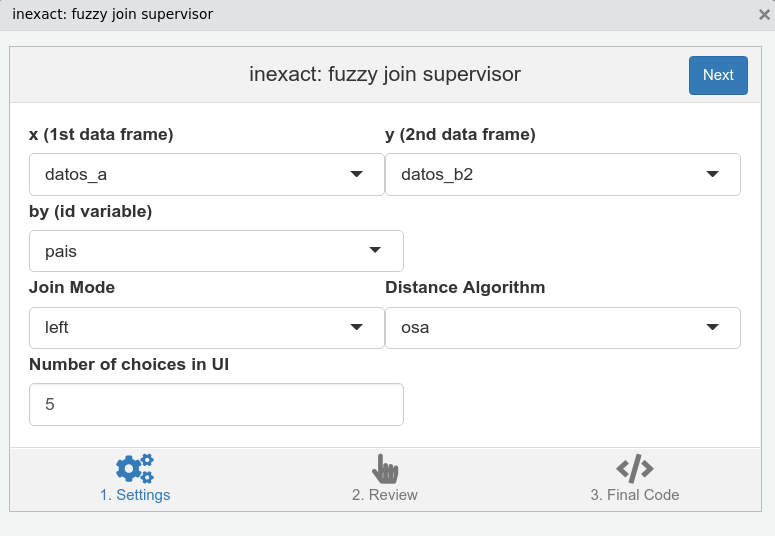 inexact: fuzzy join supervisor
inexact: fuzzy join supervisor
Next
x (1st data frame)
y (2nd data frame)
datos_a
datos_b2
by (id variable)
pais
Join Mode
Distance Algorithm
left
osa
Number of choices in UI
5
1. Settings
2. Review
3. Final Code